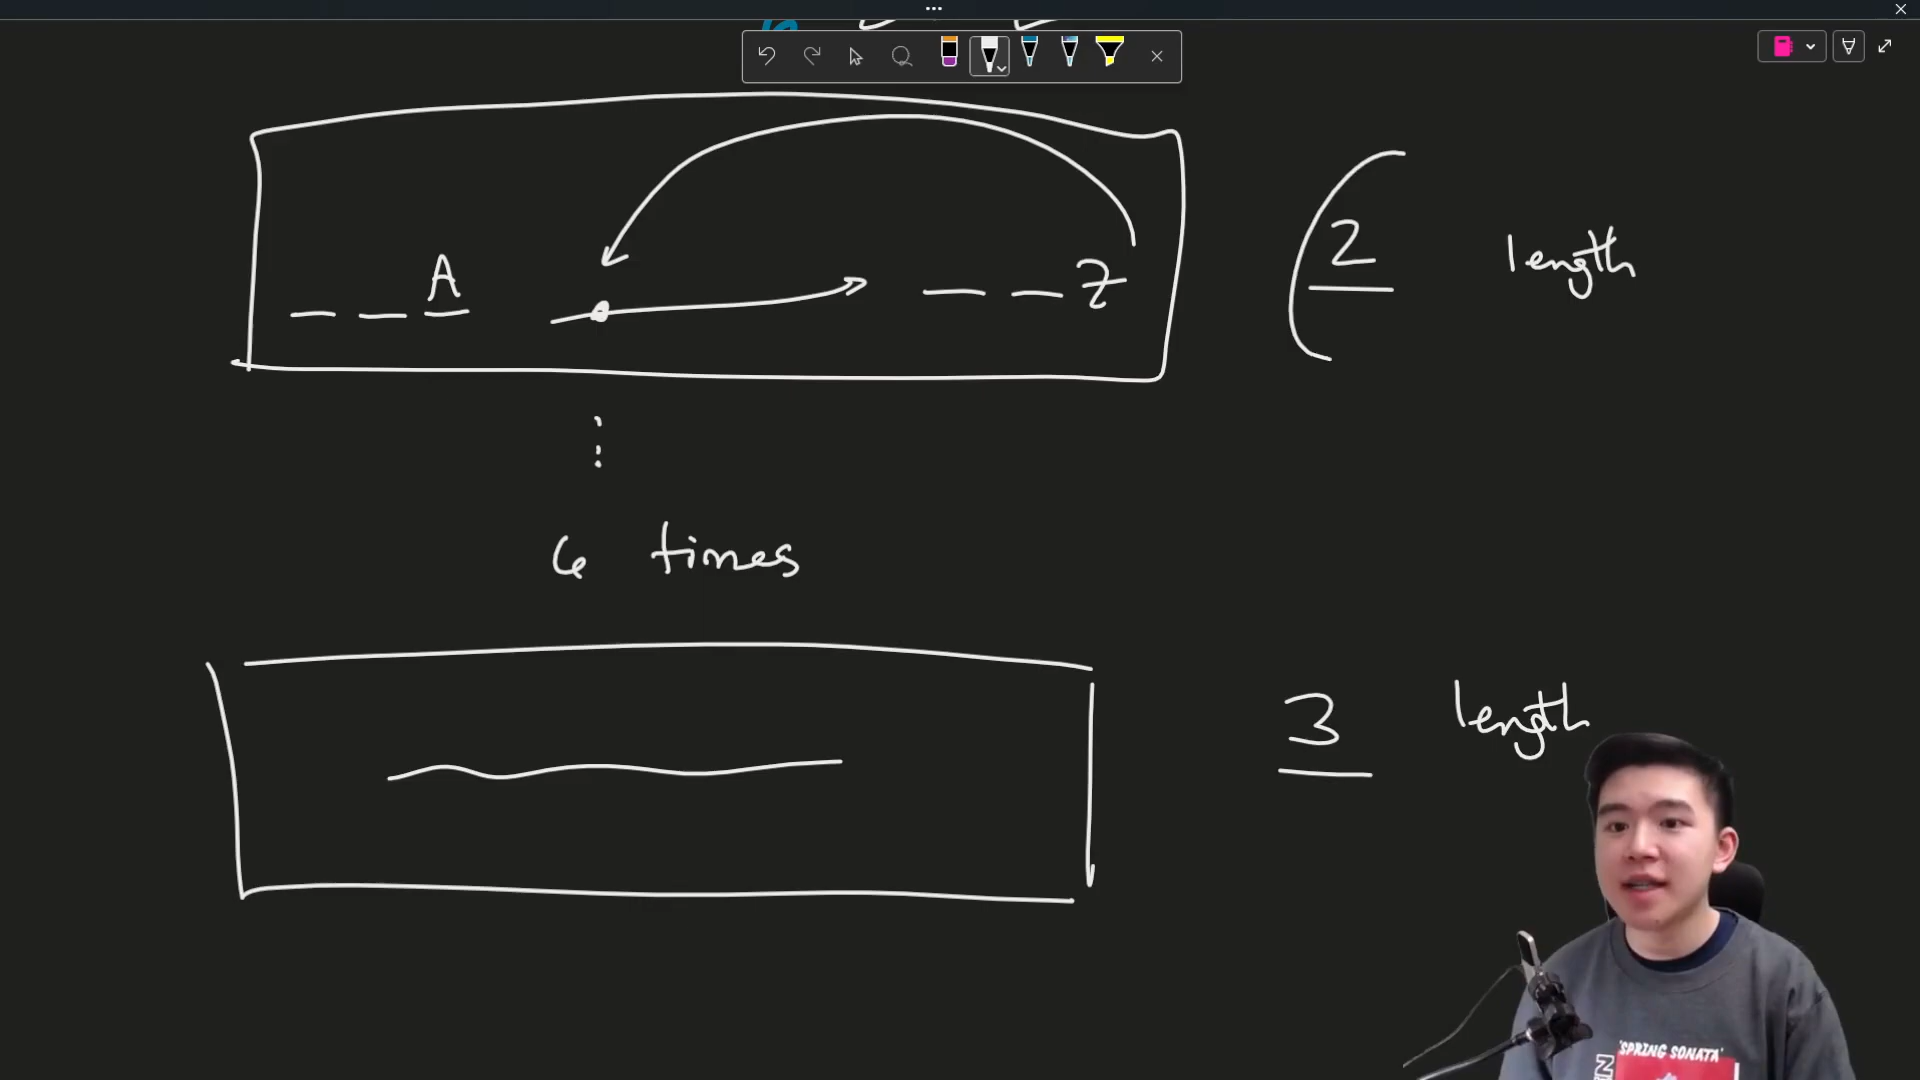 A
Z
2 length
6 times
3 length
'SPRING SONATA'